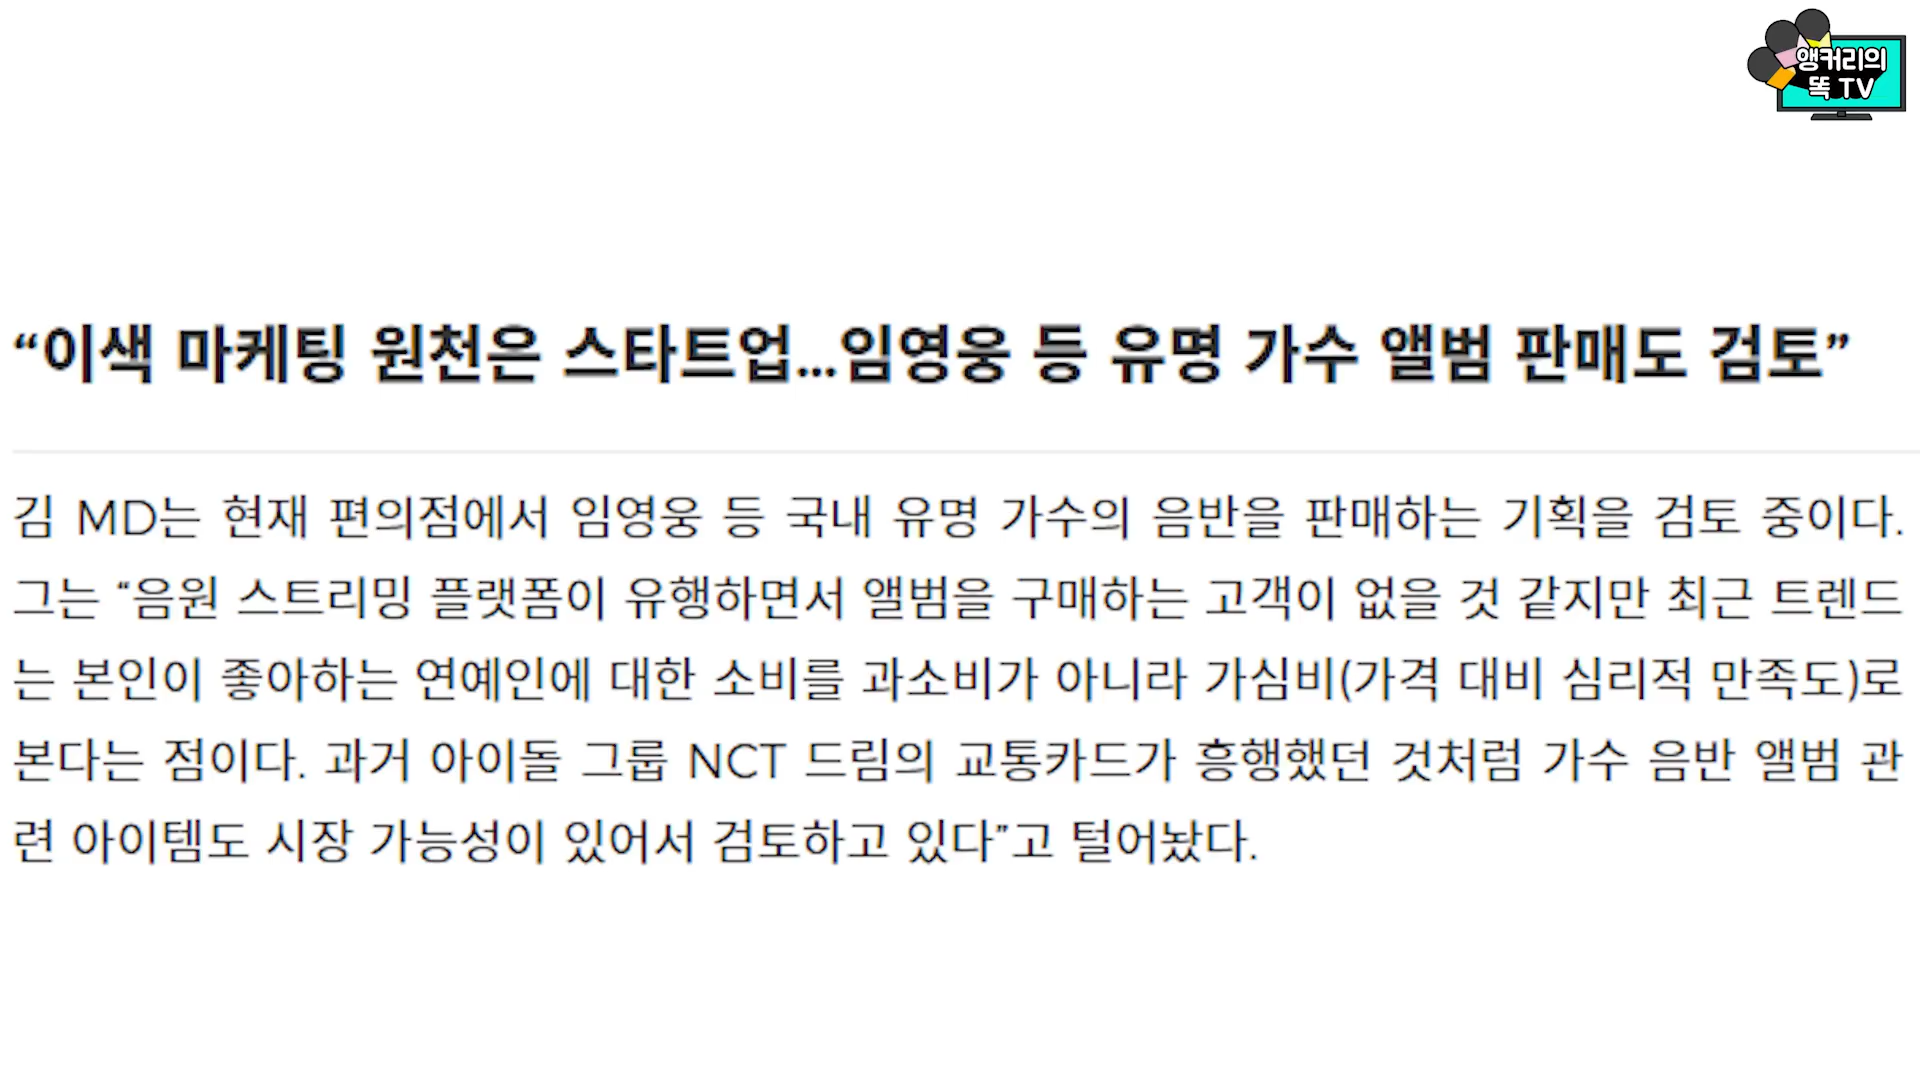 앵커리의
똑 TV
“이색 마케팅 원천은 스타트업...임영웅 등 유명 가수 앨범 판매도 검토”
김 MD는 현재 편의점에서 임영웅 등 국내 유명 가수의 음반을 판매하는 기획을 검토 중이다.
그는 “음원 스트리밍 플랫폼이 유행하면서 앨범을 구매하는 고객이 없을 것 같지만 최근 트렌드
는 본인이 좋아하는 연예인에 대한 소비를 과소비가 아니라 가심비(가격 대비 심리적 만족도)로
본다는 점이다. 과거 아이돌 그룹 NCT 드림의 교통카드가 흥행했던 것처럼 가수 음반 앨범 관
련 아이템도 시장 가능성이 있어서 검토하고 있다”고 털어놨다.